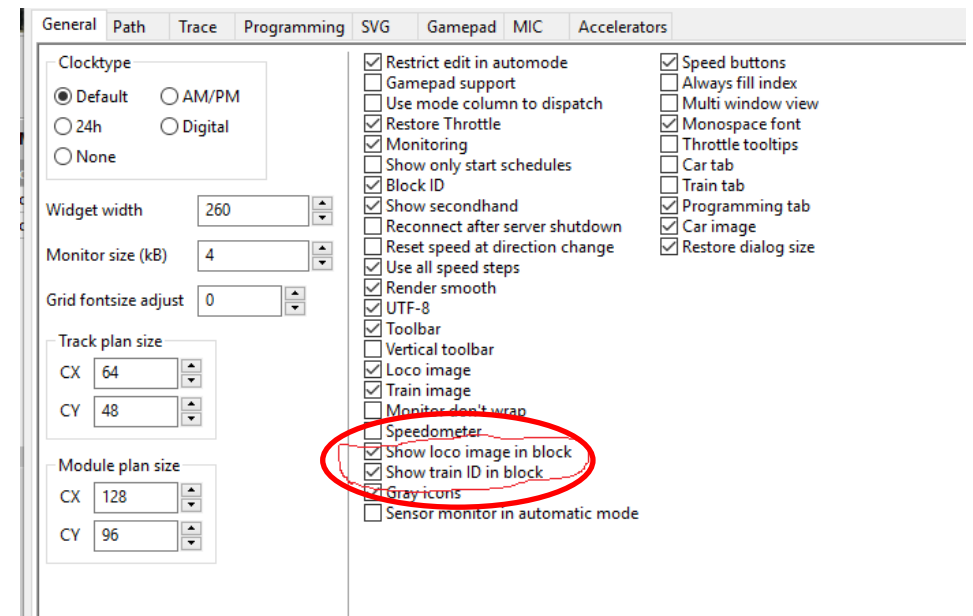 General Path Trace Programming SVG Gamepad MIC Accelerators
Clocktype
Default AM/PM
24h Digital
None
Widget width 260
Monitor size (kB) 4
Grid fontsize adjust 0
Track plan size
CX 64
CY 48
Module plan size
CX 128
CY 96
Restrict edit in automode
Gamepad support
Use mode column to dispatch
Restore Throttle
Monitoring
Show only start schedules
Block ID
Show secondhand
Reconnect after server shutdown
Reset speed at direction change
Use all speed steps
Render smooth
UTF-8
Toolbar
Vertical toolbar
Loco image
Train image
Monitor don't wrap
Speedometer
Show loco image in block
Show train ID in block
Gray icons
Sensor monitor in automatic mode
Speed buttons
Always fill index
Multi window view
Monospace font
Throttle tooltips
Car tab
Train tab
Programming tab
Car image
Restore dialog size